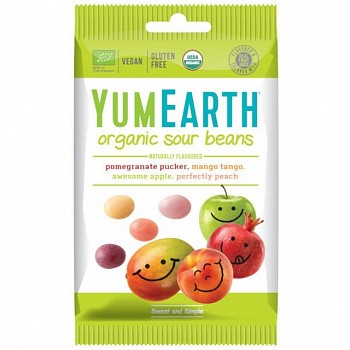 VEGAN
GLUTEN FREE
USDA
ORGANIC
YUMEARTH
organic sour beans
NATURALLY FLAVOURED
pomegranate pucker, mango tango,
awesome apple, perfectly peach
Sweet and Simple